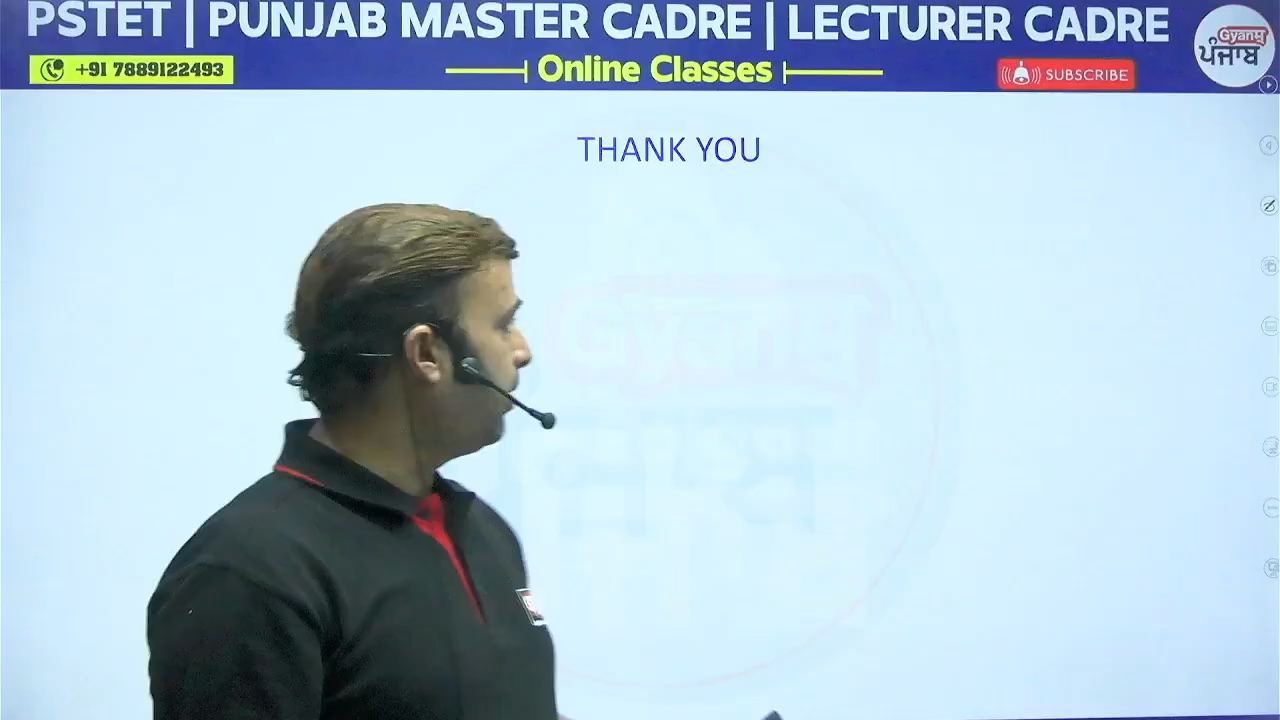 PSTET | PUNJAB MASTER CADRE | LECTURER CADRE
+91 7889122493
Online Classes
SUBSCRIBE
Gyanm
ਪੰਜਾਬ
THANK YOU